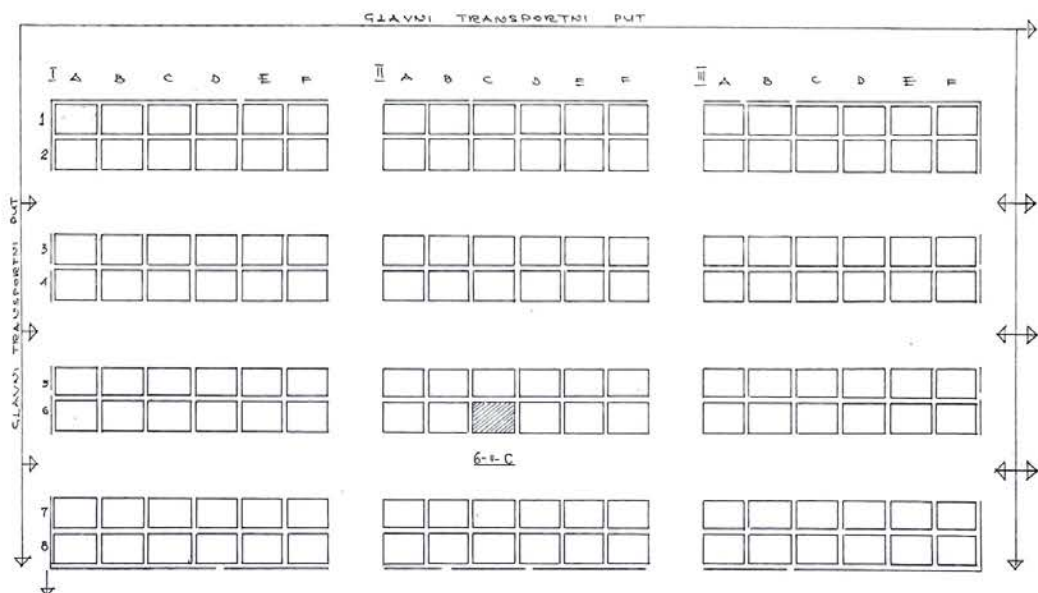 GLAVNI TRANSPORTNI PUT
I A B C D E F II A B C D E F III A B C D E F
1
2
3
4
5
6
6-II-C
7
8
GLAVNI TRANSPORTNI PUT